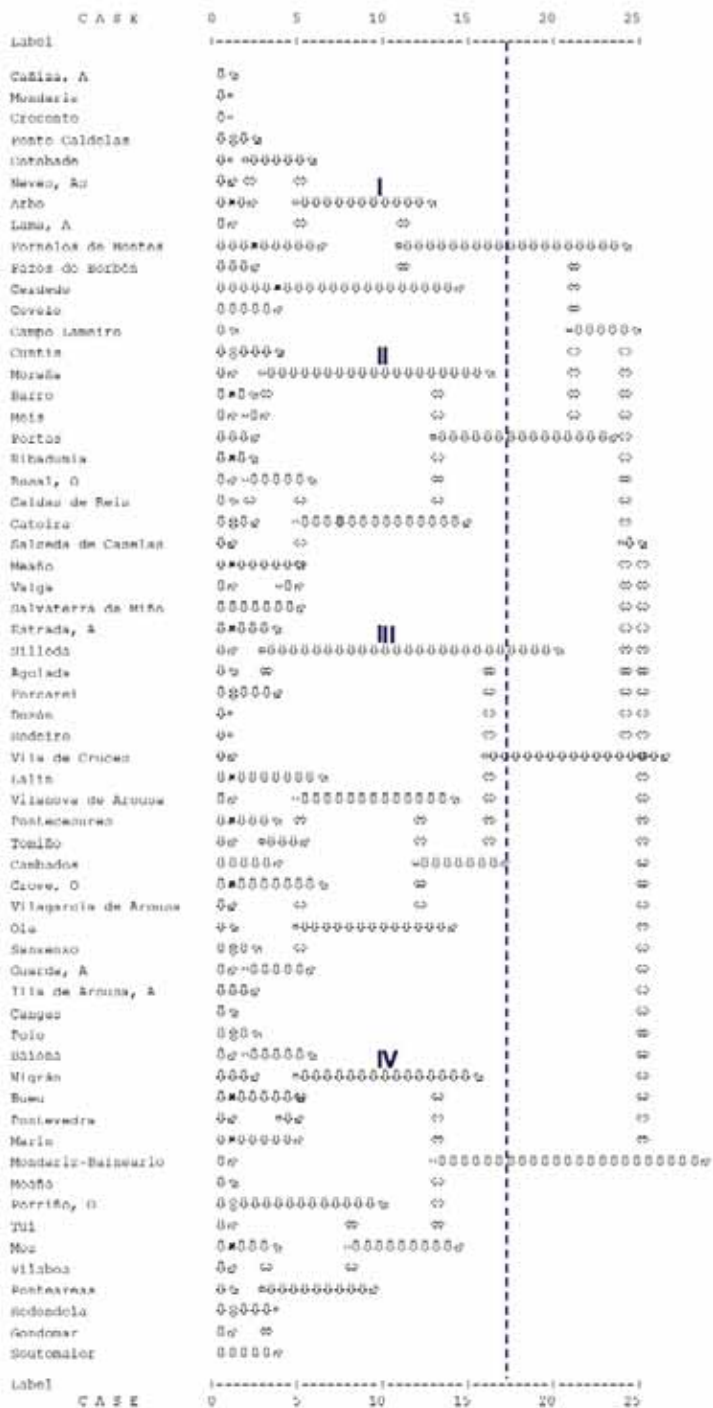 C A S E 0 5 10 15 20 25
Label
Cañiza, A
Mondariz
Crecente
Ponte Caldelas
Cotobade
Neves, As
I
Arbo
Lama, A
Fornelos de Montes
Pazos de Borbén
Cerdedo
Covelo
Campo Lameiro
Cuntis
II
Moraña
Barro
Meis
Portas
Ribadumia
Rosal, O
Caldas de Reis
Catoira
Salceda de Caselas
Meaño
Valga
Salvaterra de Miño
Estrada, A
III
Silleda
Agolada
Forcarei
Dozón
Rodeiro
Vila de Cruces
Lalín
Vilanova de Arousa
Pontecesures
Tomiño
Cambados
Grove, O
Vilagarcía de Arousa
Oia
Sanxenxo
Guarda, A
Illa de Arousa, A
Cangas
Poio
Baiona
IV
Nigrán
Bueu
Pontevedra
Marín
Mondariz-Balneario
Moaña
Porriño, O
Tui
Mos
Vilaboa
Ponteareas
Redondela
Gondomar
Soutomaior
Label
C A S E 0 5 10 15 20 25